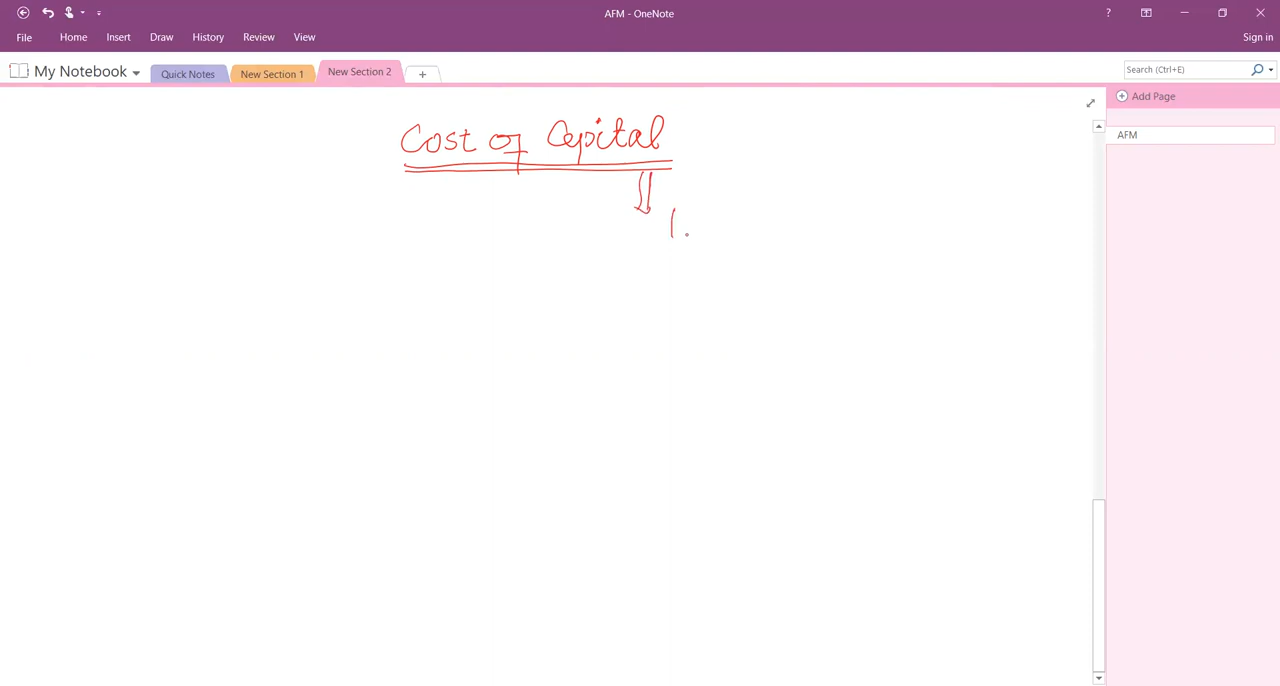 AFM - OneNote
?
File Home Insert Draw History Review View Sign in
My Notebook Quick Notes New Section 1 New Section 2 + Search (Ctrl+E)
Add Page
AFM
Cost of Capital
1.